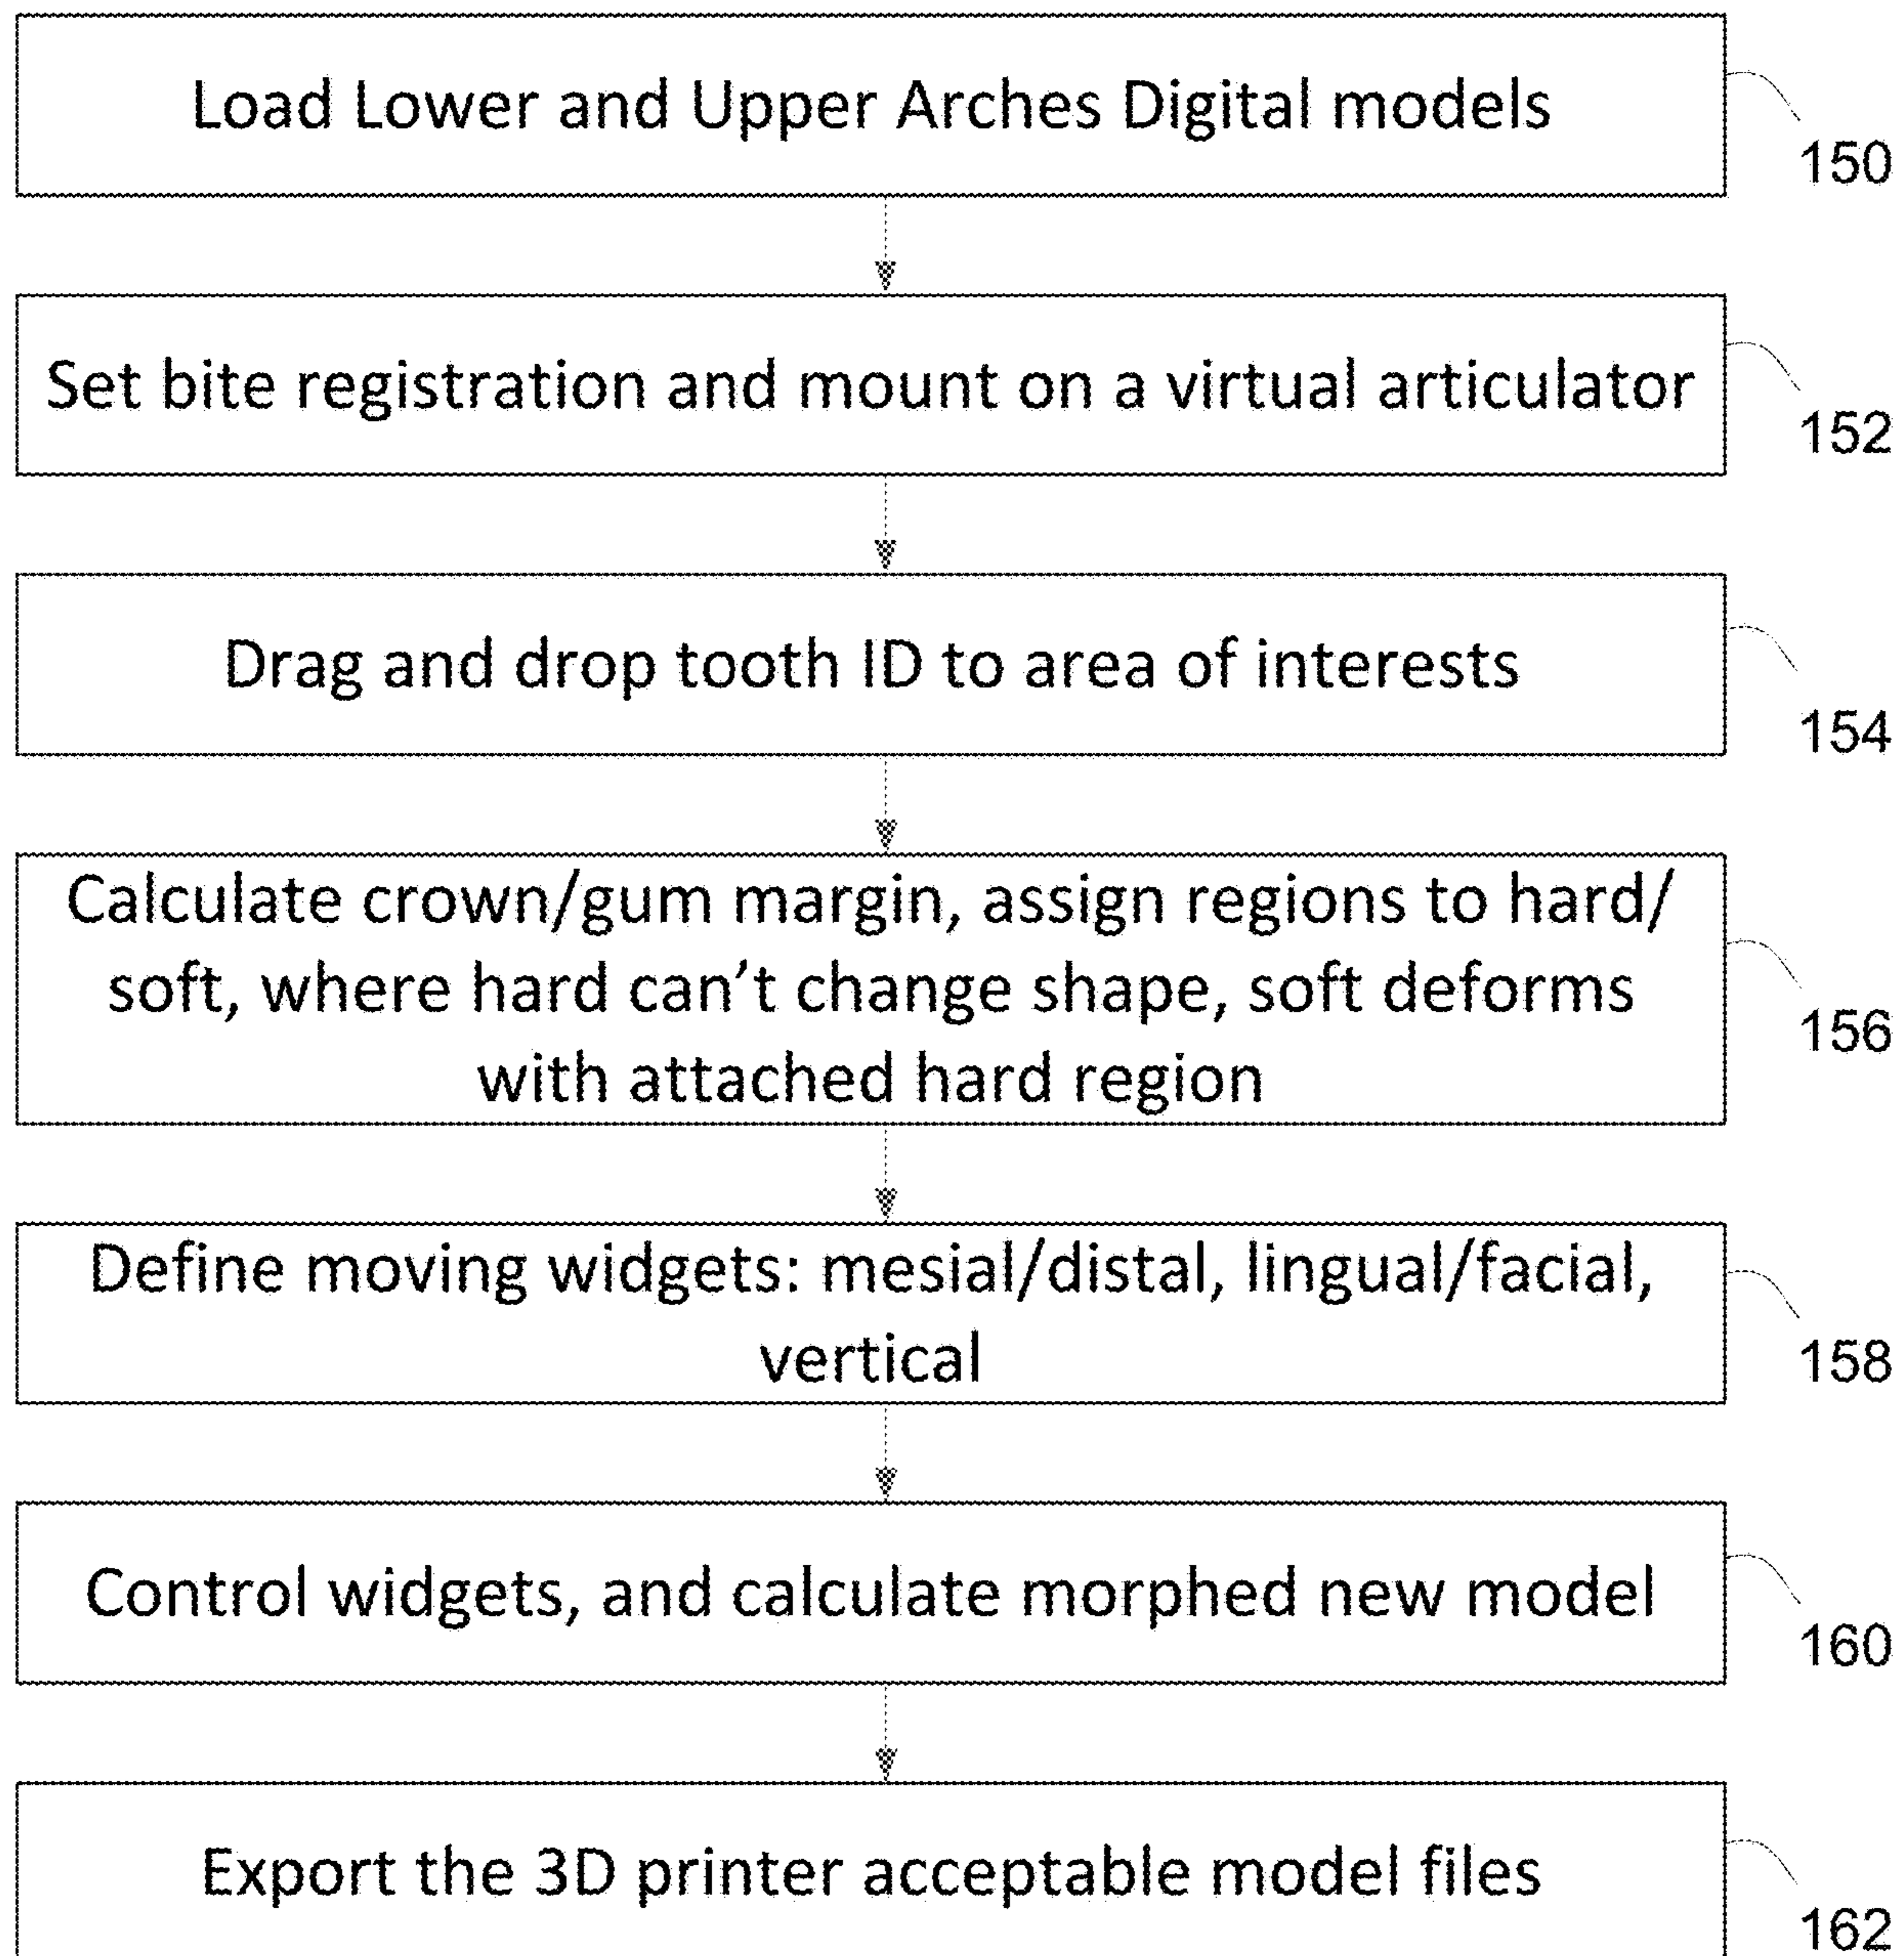 Load Lower and Upper Arches Digital models
150
Set bite registration and mount on a virtual articulator
152
Drag and drop tooth ID to area of interests
154
Calculate crown/gum margin, assign regions to hard/
soft, where hard can't change shape, soft deforms
with attached hard region
156
Define moving widgets: mesial/distal, lingual/facial,
vertical
158
Control widgets, and calculate morphed new model
160
Export the 3D printer acceptable model files
162